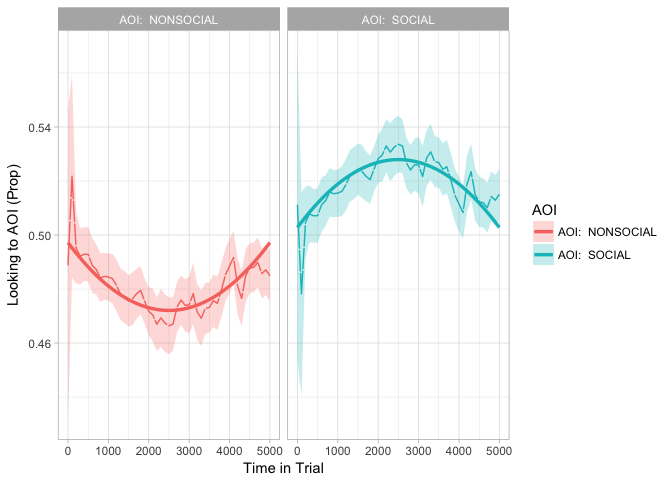 AOI: NONSOCIAL
AOI: SOCIAL
Looking to AOI (Prop)
0.54
0.50
0.46
0 1000 2000 3000 4000 5000
0 1000 2000 3000 4000 5000
Time in Trial
AOI
AOI: NONSOCIAL
AOI: SOCIAL